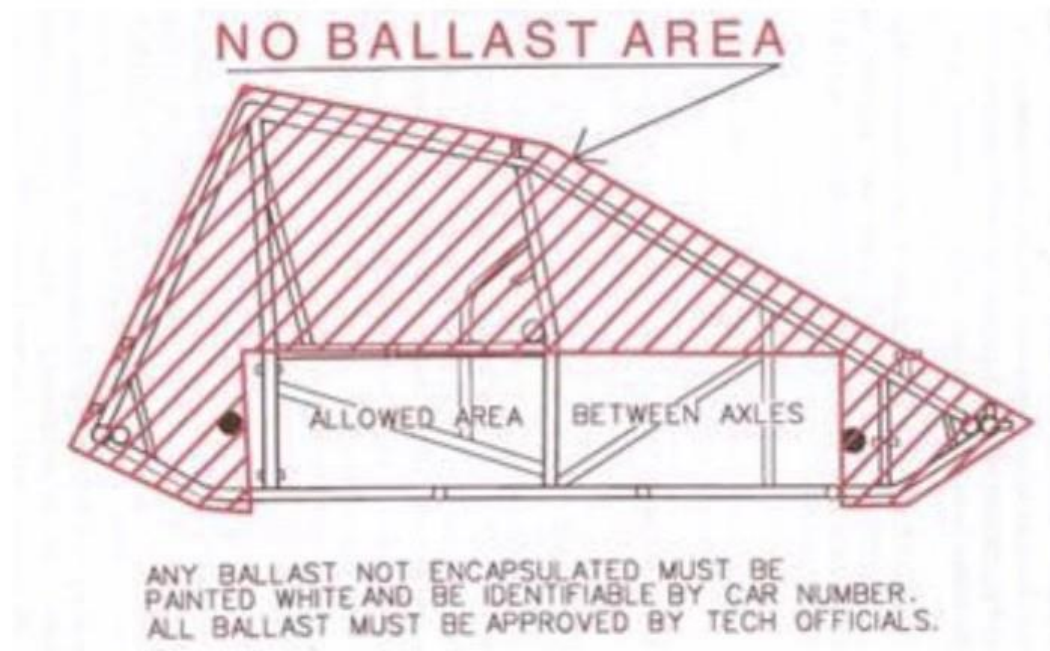 NO BALLAST AREA
ALLOWED AREA BETWEEN AXLES
ANY BALLAST NOT ENCAPSULATED MUST BE
PAINTED WHITE AND BE IDENTIFIABLE BY CAR NUMBER.
ALL BALLAST MUST BE APPROVED BY TECH OFFICIALS.